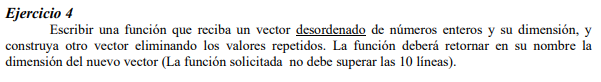 Ejercicio 4
Escribir una función que reciba un vector desordenado de números enteros y su dimensión, y
construya otro vector eliminando los valores repetidos. La función deberá retornar en su nombre la
dimensión del nuevo vector (La función solicitada no debe superar las 10 líneas).